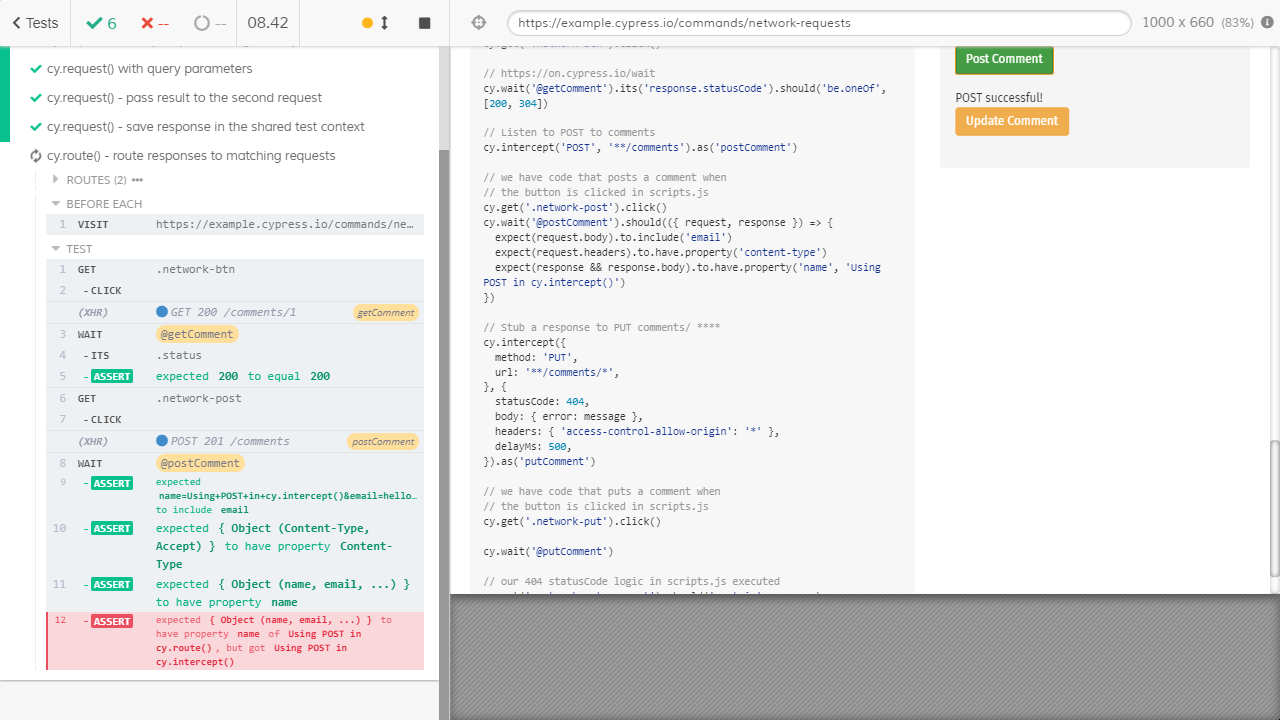 Tests
6
--
--
08.42
https://example.cypress.io/commands/network-requests
1000 x 660 (83%)
cy.request() with query parameters
cy.request() - pass result to the second request
cy.request() - save response in the shared test context
cy.route() - route responses to matching requests
ROUTES (2)
BEFORE EACH
1 VISIT https://example.cypress.io/commands/ne…
TEST
1 GET .network-btn
2 - CLICK
(XHR) GET 200 /comments/1 getComment
3 WAIT @getComment
4 - ITS .status
5 - ASSERT expected 200 to equal 200
6 GET .network-post
7 - CLICK
(XHR) POST 201 /comments postComment
8 WAIT @postComment
9 - ASSERT expected
name=Using+POST+in+cy.intercept()&email=hello…
to include email
10 - ASSERT expected { Object (Content-Type,
Accept) } to have property Content-
Type
11 - ASSERT expected { Object (name, email, ...) }
to have property name
12 - ASSERT expected { Object (name, email, ...) } to
have property name of Using POST in
cy.route() , but got Using POST in
cy.intercept()
// https://on.cypress.io/wait
cy.wait('@getComment').its('response.statusCode').should('be.oneOf',
[200, 304])
// Listen to POST to comments
cy.intercept('POST', '**/comments').as('postComment')
// we have code that posts a comment when
// the button is clicked in scripts.js
cy.get('.network-post').click()
cy.wait('@postComment').should(({ request, response }) => {
expect(request.body).to.include('email')
expect(request.headers).to.have.property('content-type')
expect(response && response.body).to.have.property('name', 'Using
POST in cy.intercept()')
})
// Stub a response to PUT comments/ ****
cy.intercept({
method: 'PUT',
url: '**/comments/*',
}, {
statusCode: 404,
body: { error: message },
headers: { 'access-control-allow-origin': '*' },
delayMs: 500,
}).as('putComment')
// we have code that puts a comment when
// the button is clicked in scripts.js
cy.get('.network-put').click()
cy.wait('@putComment')
// our 404 statusCode logic in scripts.js executed
Post Comment
POST successful!
Update Comment